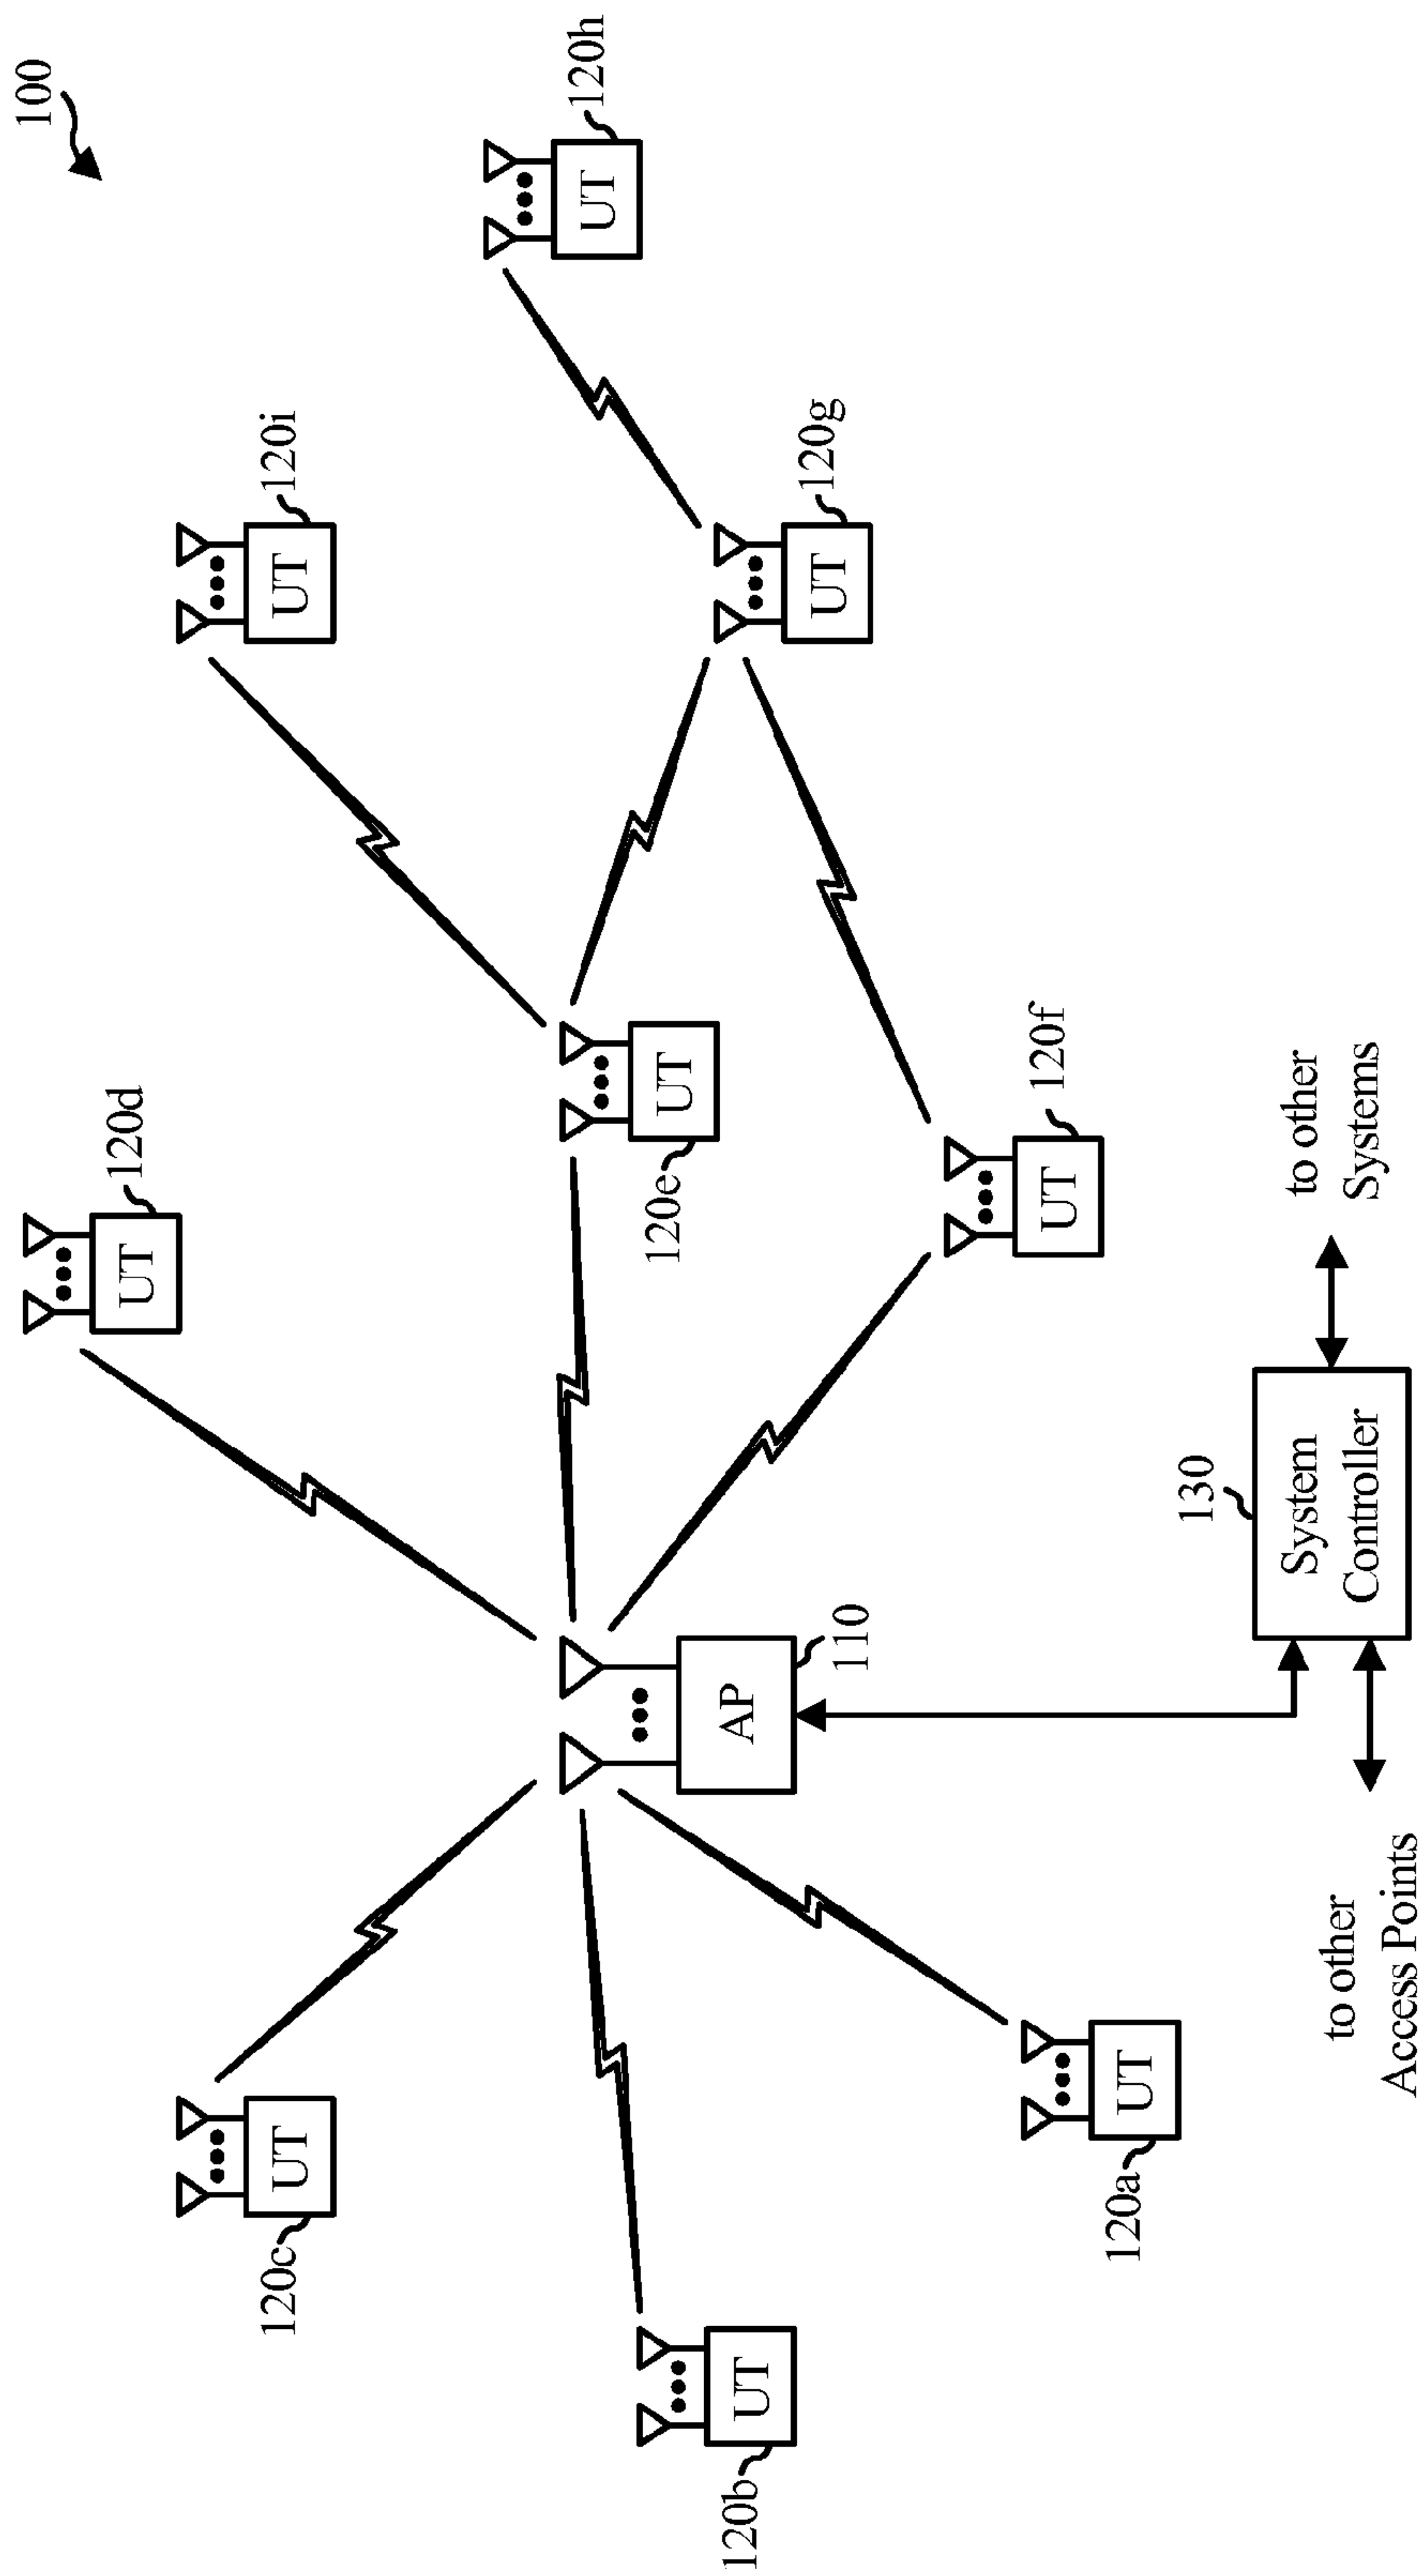 100
UT
120d
UT
120c
UT
120i
UT
120h
AP
110
UT
120e
UT
120g
UT
120b
UT
120f
UT
120a
130
System
Controller
to other
Systems
to other
Access Points